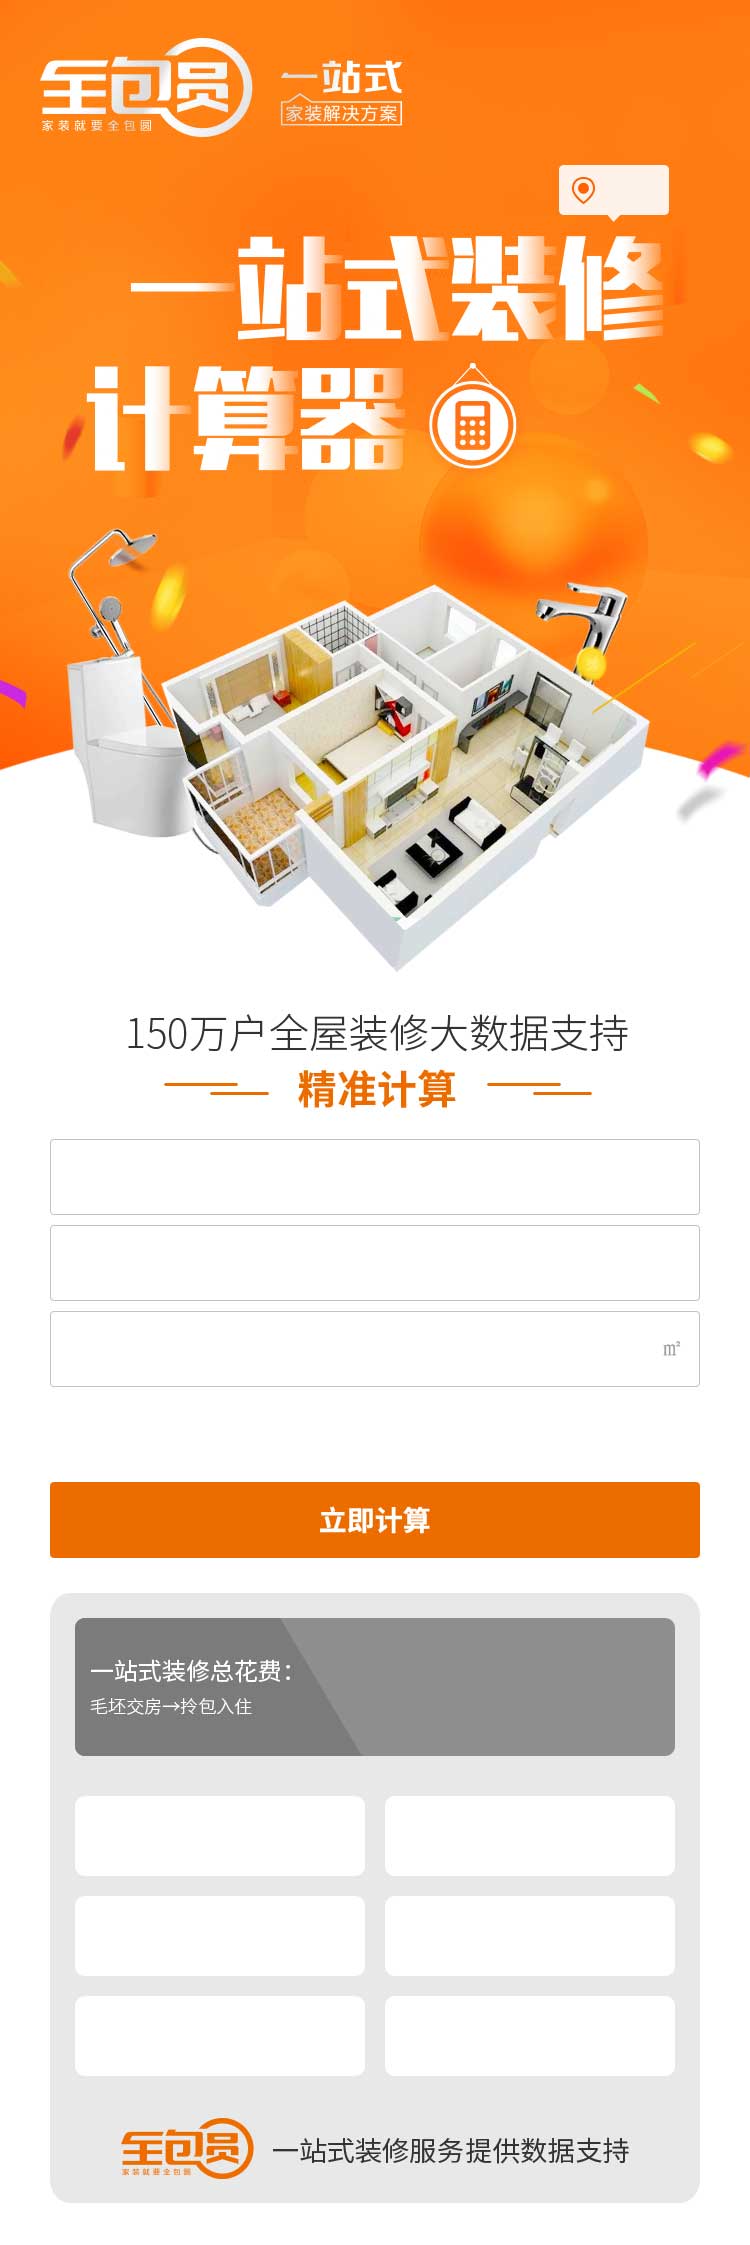 全包圆
家装就要全包圆
一站式
家装解决方案
一站式装修
计算器
150万户全屋装修大数据支持
精准计算
m²
立即计算
一站式装修总花费：
毛坯交房→拎包入住
全包圆
家装就要全包圆
一站式装修服务提供数据支持